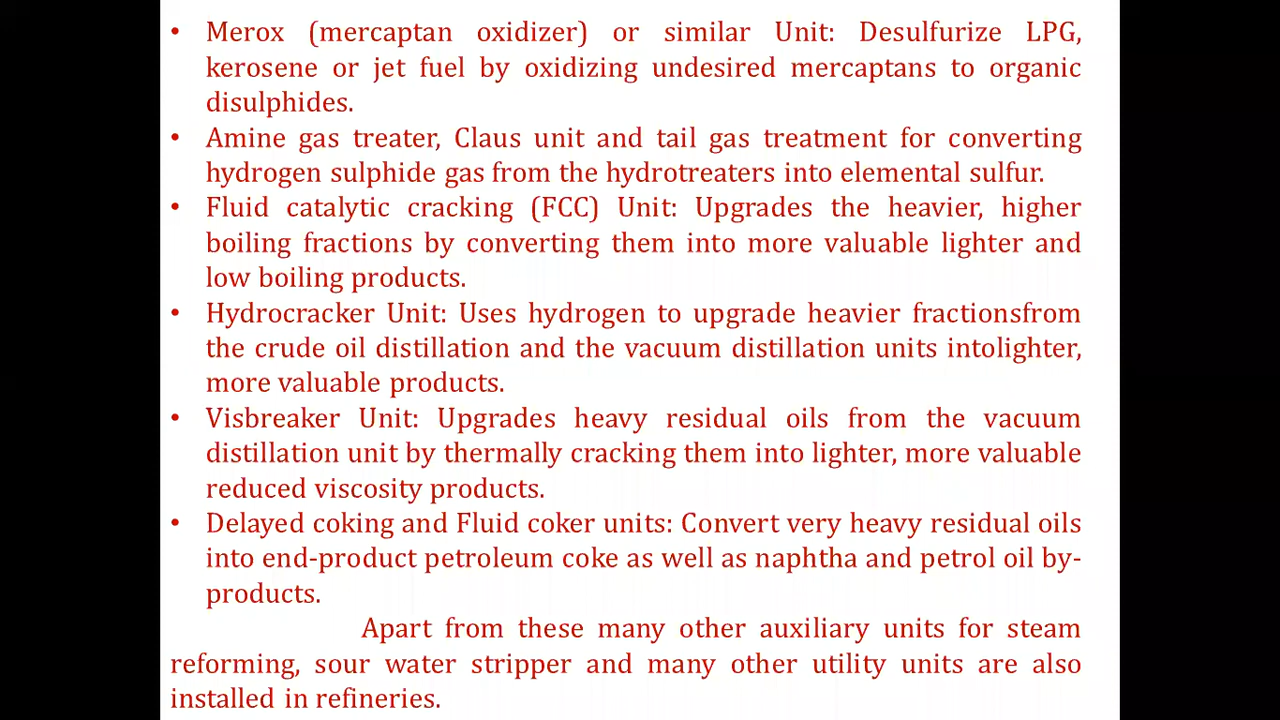 • Merox (mercaptan oxidizer) or similar Unit: Desulfurize LPG,
kerosene or jet fuel by oxidizing undesired mercaptans to organic
disulphides.
• Amine gas treater, Claus unit and tail gas treatment for converting
hydrogen sulphide gas from the hydrotreaters into elemental sulfur.
• Fluid catalytic cracking (FCC) Unit: Upgrades the heavier, higher
boiling fractions by converting them into more valuable lighter and
low boiling products.
• Hydrocracker Unit: Uses hydrogen to upgrade heavier fractionsfrom
the crude oil distillation and the vacuum distillation units intolighter,
more valuable products.
• Visbreaker Unit: Upgrades heavy residual oils from the vacuum
distillation unit by thermally cracking them into lighter, more valuable
reduced viscosity products.
• Delayed coking and Fluid coker units: Convert very heavy residual oils
into end-product petroleum coke as well as naphtha and petrol oil by-
products.
Apart from these many other auxiliary units for steam
reforming, sour water stripper and many other utility units are also
installed in refineries.